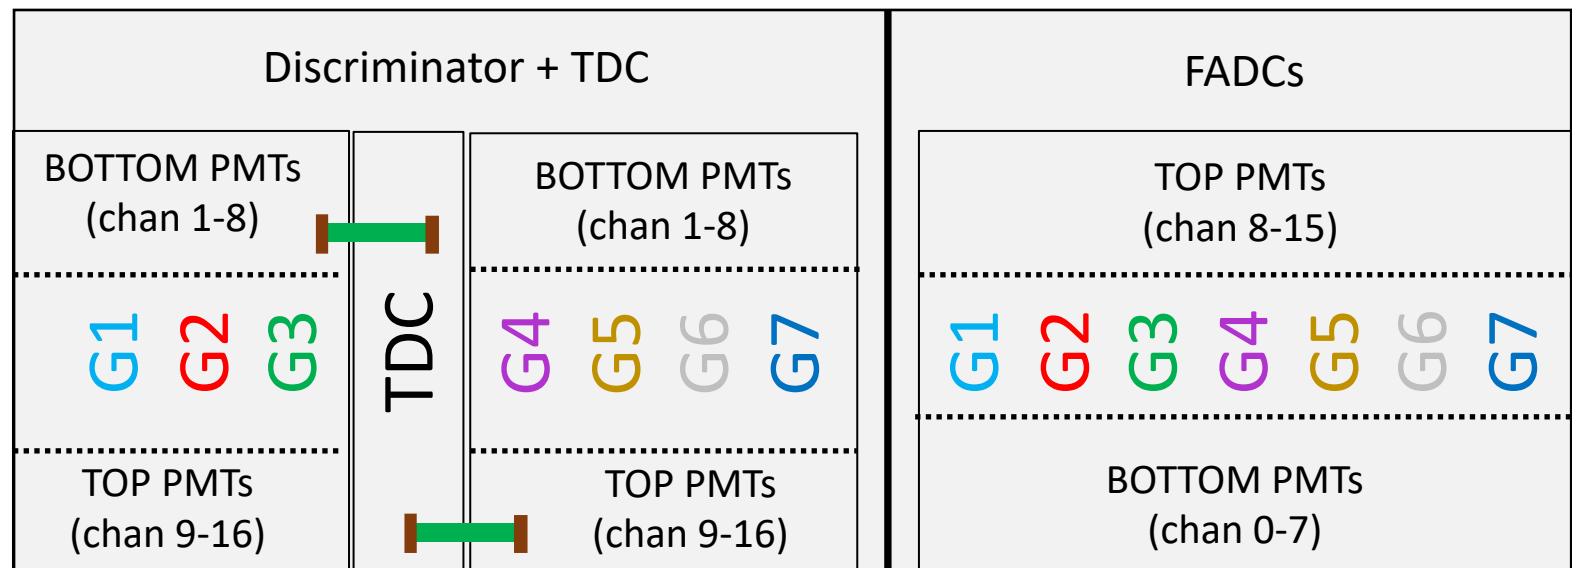 Discriminator + TDC
BOTTOM PMTs
(chan 1-8)
G1 G2 G3
TOP PMTs
(chan 9-16)
TDC
BOTTOM PMTs
(chan 1-8)
G4 G5 G6 G7
TOP PMTs
(chan 9-16)
FADCs
TOP PMTs
(chan 8-15)
G1 G2 G3 G4 G5 G6 G7
BOTTOM PMTs
(chan 0-7)